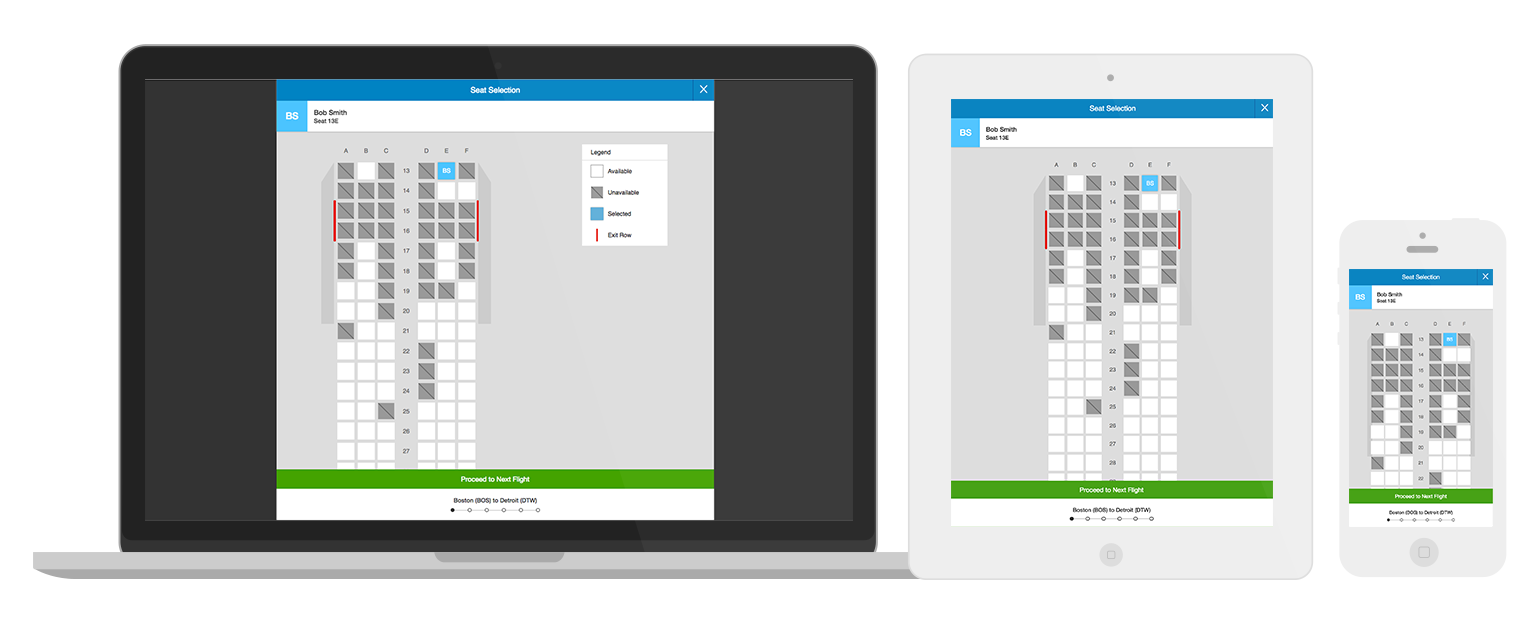 Seat Selection
BS
Bob Smith
Seat 13E
A B C D E F
13 BS
14
15
16
17
18
19
20
21
22
23
24
25
26
27
Legend
Available
Unavailable
Selected
Exit Row
Proceed to Next Flight
Boston (BOS) to Detroit (DTW)
Seat Selection
BS
Bob Smith
Seat 13E
A B C D E F
13 BS
14
15
16
17
18
19
20
21
22
23
24
25
26
27
28
Proceed to Next Flight
Boston (BOS) to Detroit (DTW)
Seat Selection
BS
Bob Smith
Seat 13E
A B C D E F
13 BS
14
15
16
17
18
19
20
21
22
Proceed to Next Flight
Boston (BOS) to Detroit (DTW)